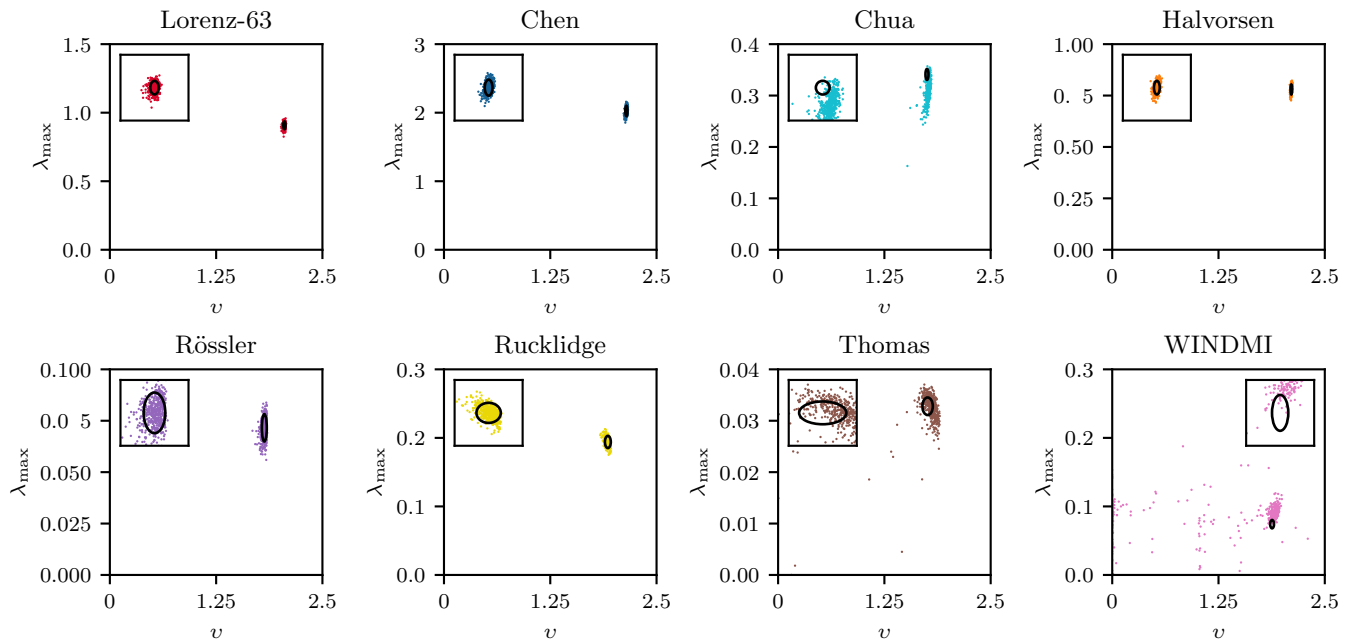 Lorenz-63 Chen Chua Halvorsen
1.5 3 0.4 1.00
1.0 2 0.3 0. 5
0.5 1 0.2 0.50
0.1 0.25
0.0 0 0.0 0.00
λmax λmax λmax λmax
0 1.25 2.5 0 1.25 2.5 0 1.25 2.5 0 1.25 2.5
υ υ υ υ
Rössler Rucklidge Thomas WINDMI
0.100 0.3 0.04 0.3
0.0 5 0.2 0.03 0.2
0.050 0.1 0.02 0.1
0.025 0.01
0.000 0.0 0.00 0.0
λmax λmax λmax λmax
0 1.25 2.5 0 1.25 2.5 0 1.25 2.5 0 1.25 2.5
υ υ υ υ